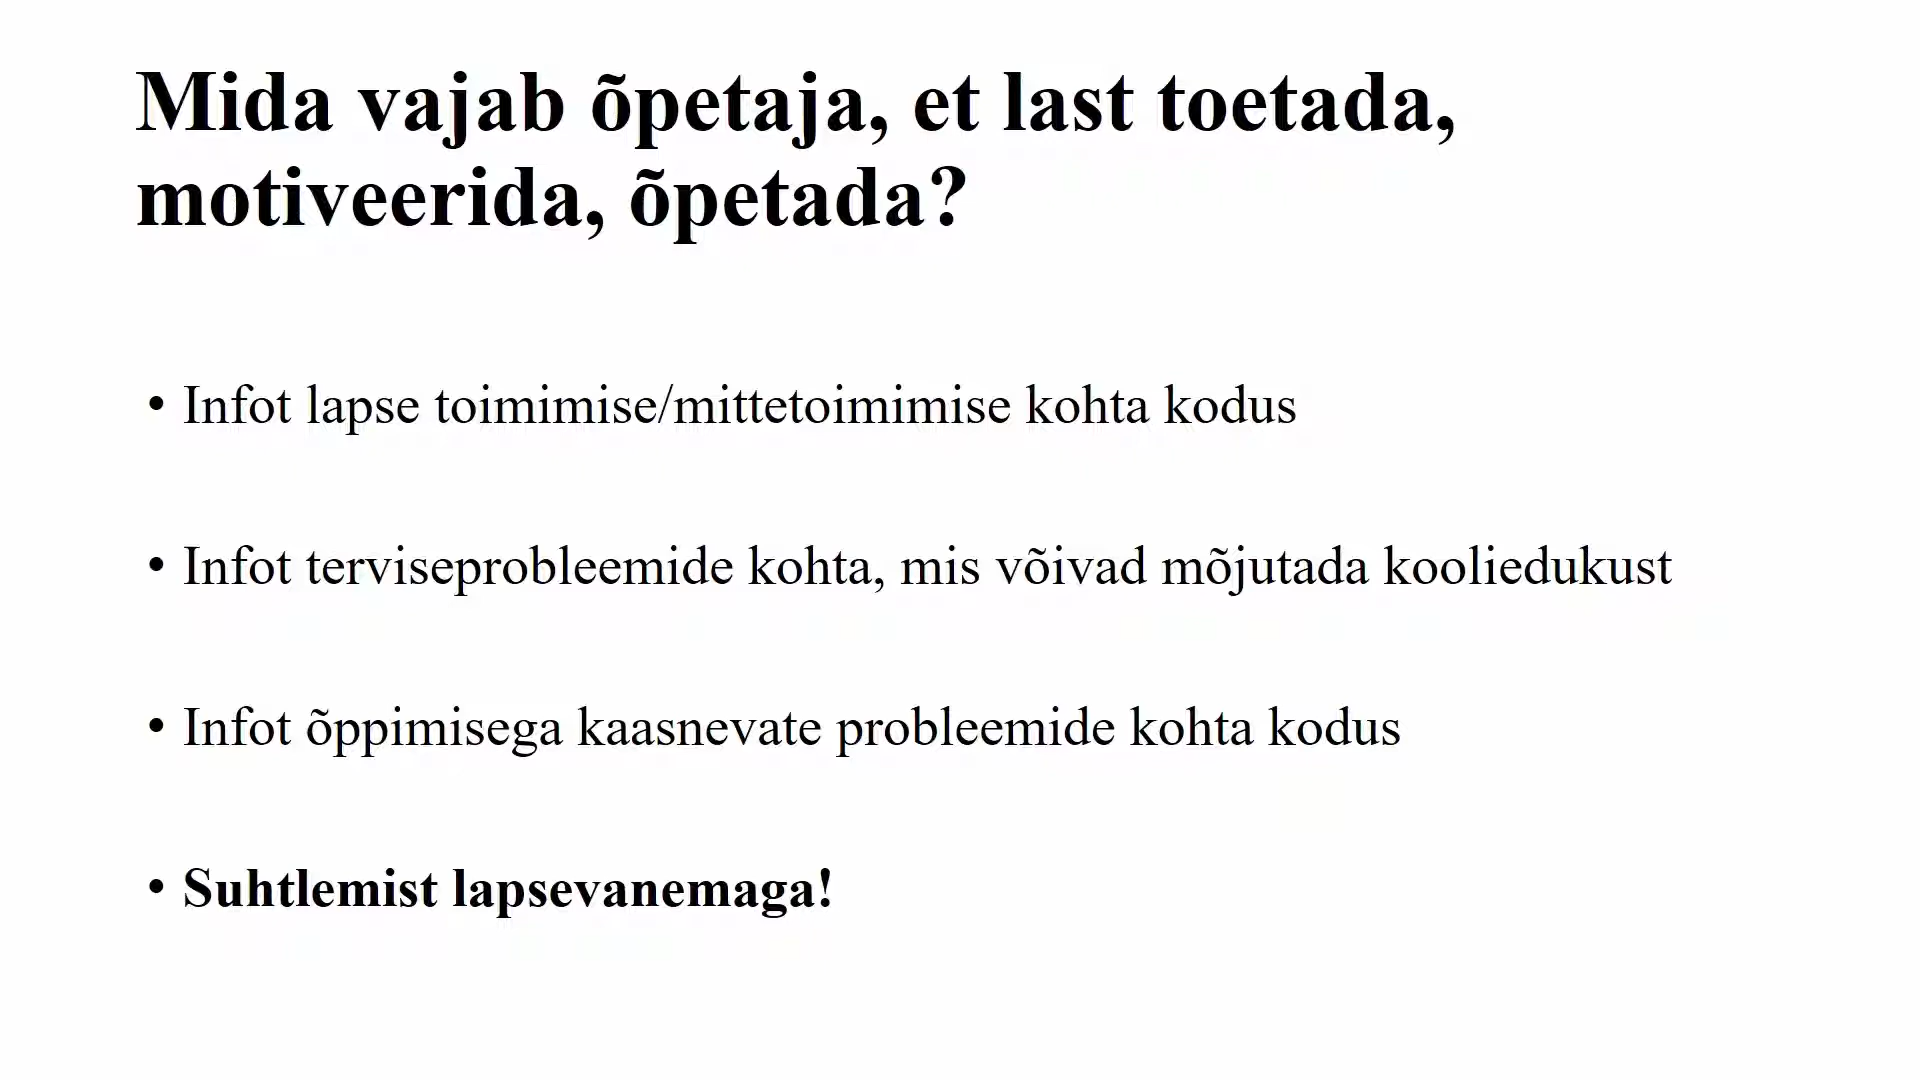 Mida vajab õpetaja, et last toetada,
motiveerida, õpetada?
• Infot lapse toimimise/mittetoimimise kohta kodus
• Infot terviseprobleemide kohta, mis võivad mõjutada kooliedukust
• Infot õppimisega kaasnevate probleemide kohta kodus
• Suhtlemist lapsevanemaga!